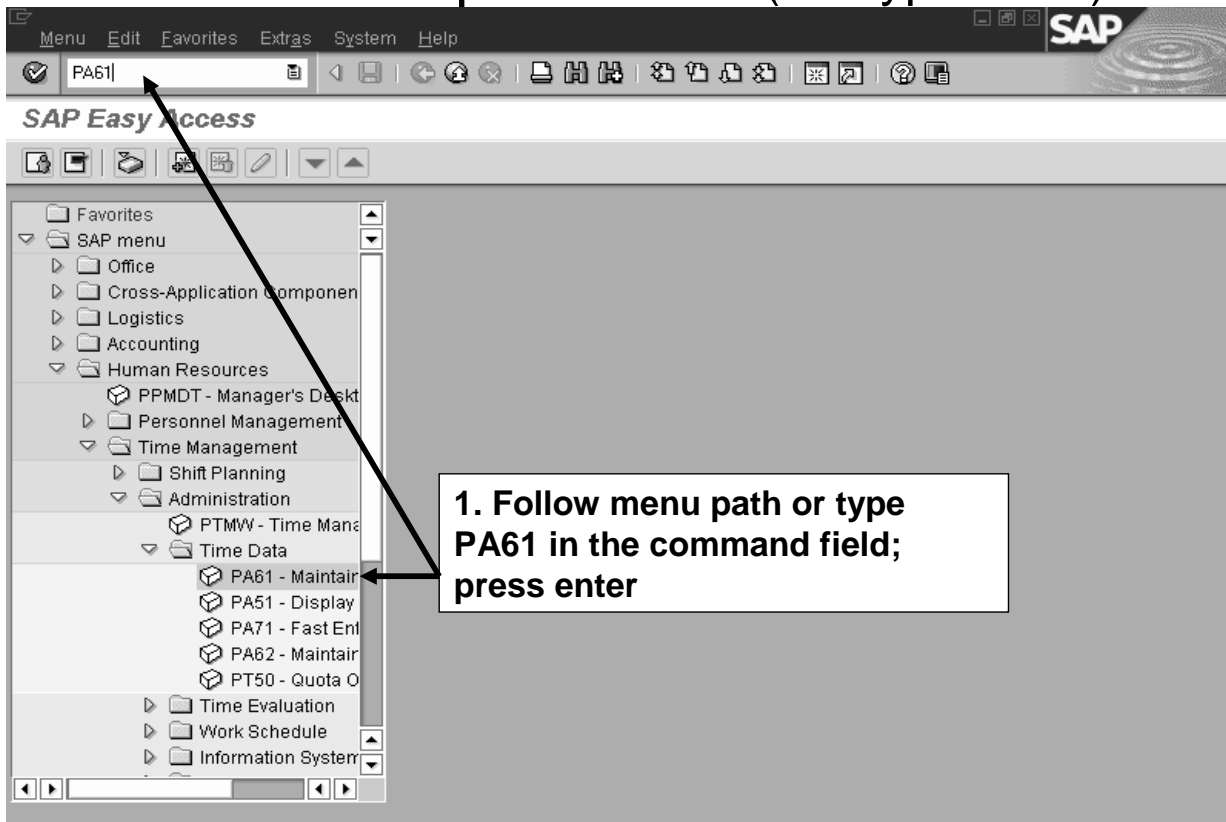 Menu Edit Favorites Extras System Help
SAP
PA61
SAP Easy Access
Favorites
SAP menu
Office
Cross-Application Componen
Logistics
Accounting
Human Resources
PPMDT - Manager's Deskt
Personnel Management
Time Management
Shift Planning
Administration
PTMW - Time Mana
Time Data
PA61 - Maintain
PA51 - Display
PA71 - Fast Ent
PA62 - Maintain
PT50 - Quota O
Time Evaluation
Work Schedule
Information System
1. Follow menu path or type
PA61 in the command field;
press enter